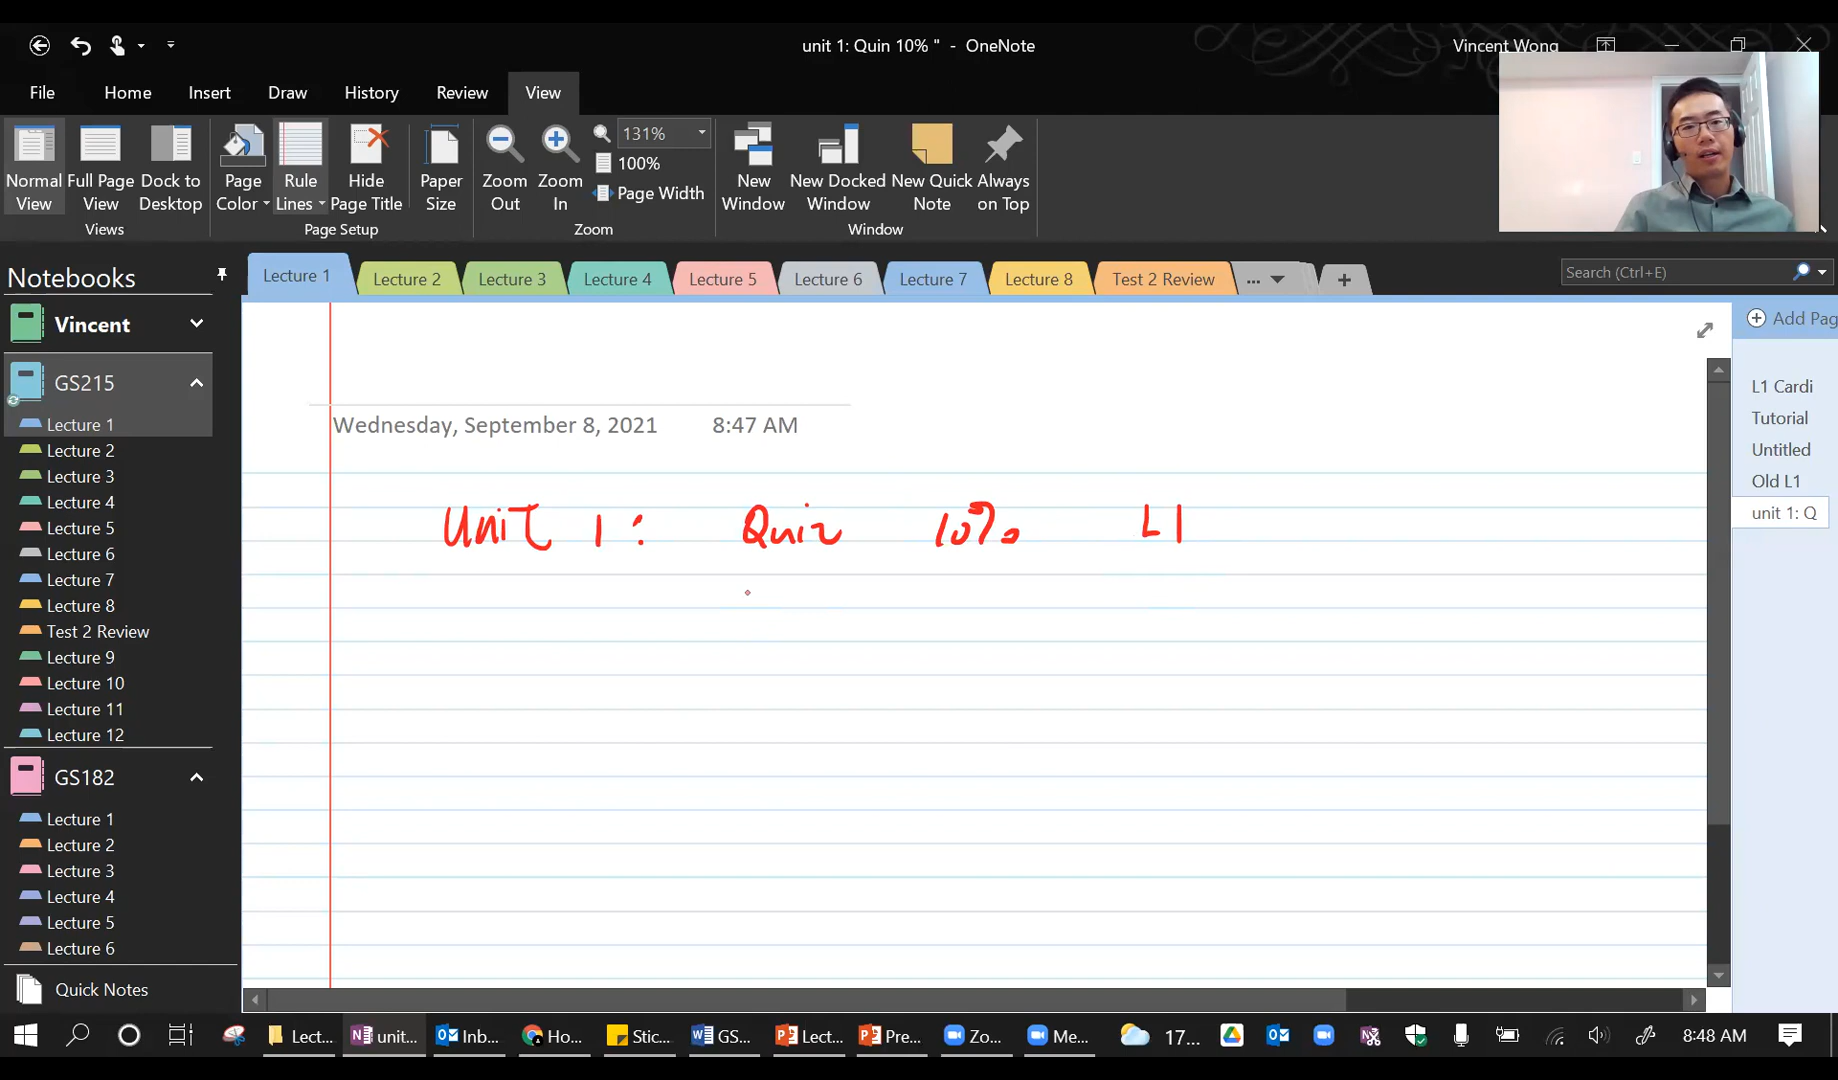 unit 1: Quin 10% " - OneNote
Vincent Wong
File Home Insert Draw History Review View
Normal View
Full Page View
Dock to Desktop
Views
Page Color
Rule Lines
Hide Page Title
Paper Size
Page Setup
Zoom Out
Zoom In
131%
100%
Page Width
Zoom
New Window
New Docked Window
New Quick Note
Always on Top
Window
Notebooks
Lecture 1 Lecture 2 Lecture 3 Lecture 4 Lecture 5 Lecture 6 Lecture 7 Lecture 8 Test 2 Review ...
Search (Ctrl+E)
Vincent
GS215
Lecture 1
Lecture 2
Lecture 3
Lecture 4
Lecture 5
Lecture 6
Lecture 7
Lecture 8
Test 2 Review
Lecture 9
Lecture 10
Lecture 11
Lecture 12
GS182
Lecture 1
Lecture 2
Lecture 3
Lecture 4
Lecture 5
Lecture 6
Quick Notes
Wednesday, September 8, 2021 8:47 AM
Unit 1: Quiz 10% L1
Add Pag
L1 Cardi
Tutorial
Untitled
Old L1
unit 1: Q
Lect... unit... Inb... Ho... Stic... GS... Lect... Pre... Zo... Me... 17... 8:48 AM